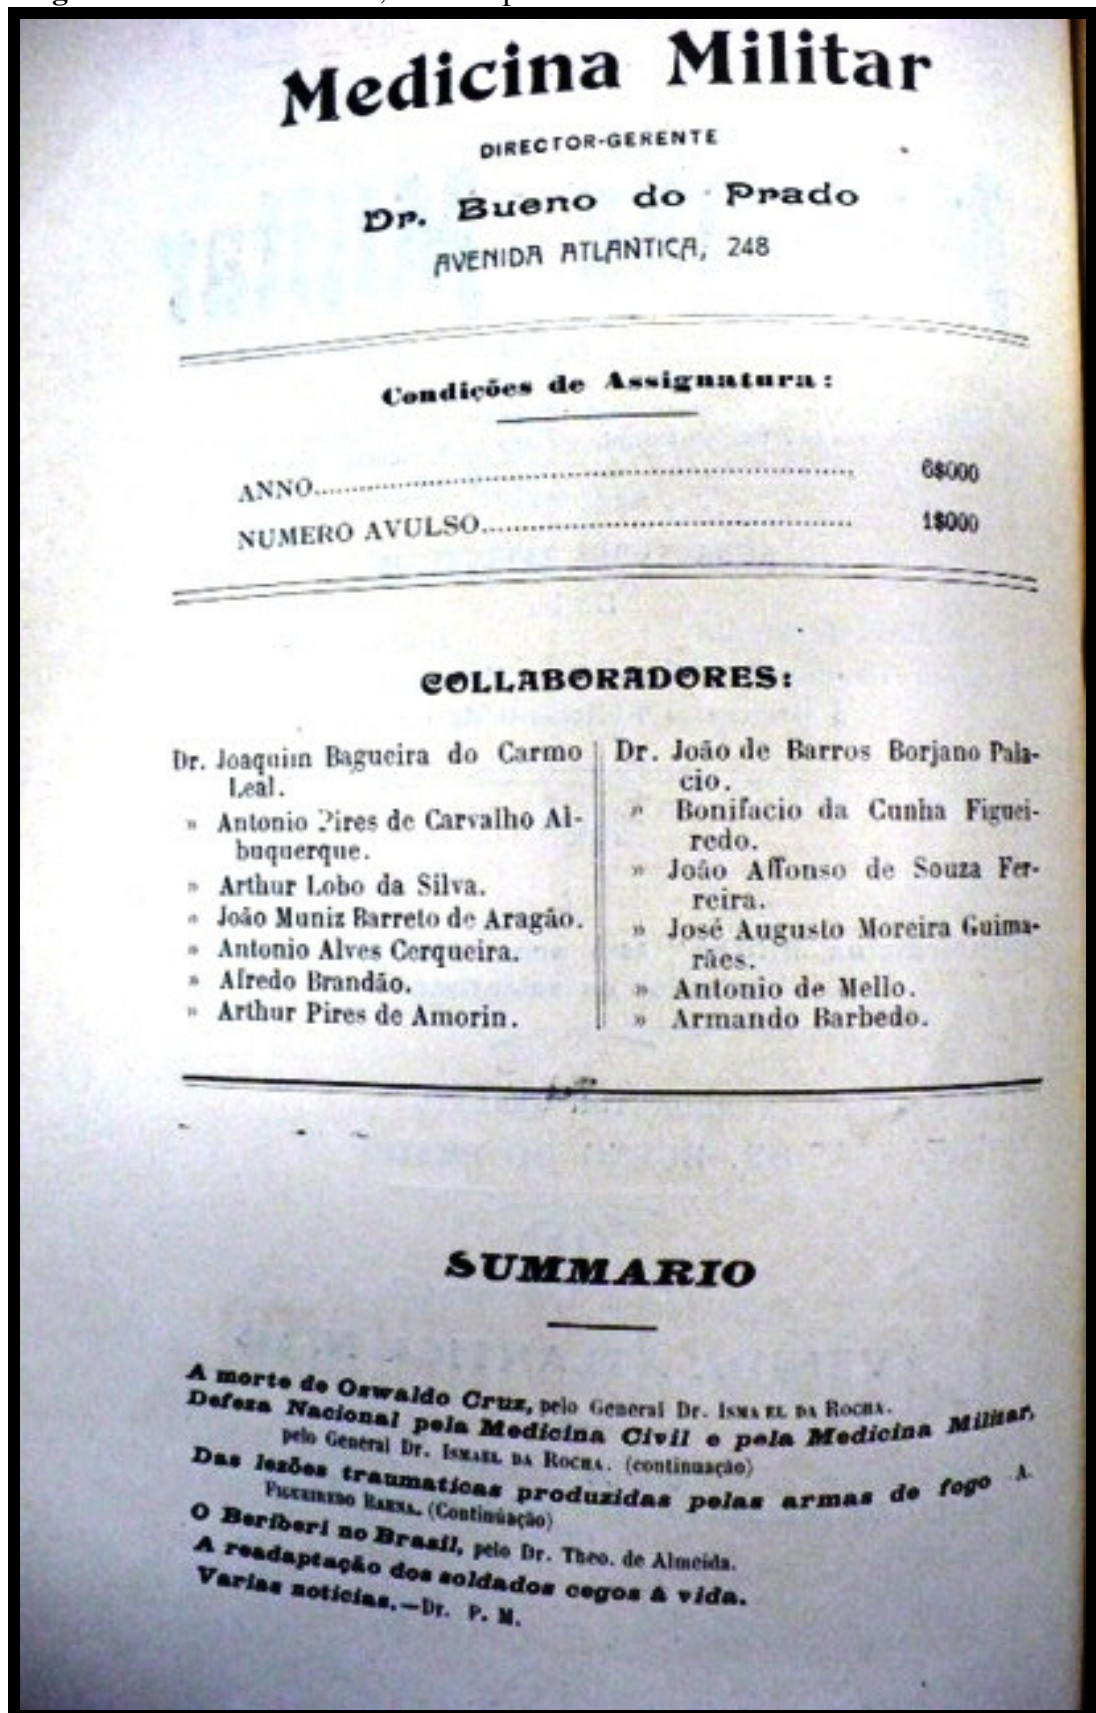 Medicina Militar
DIRECTOR-GERENTE
Dr. Bueno do Prado
AVENIDA ATLANTICA, 248
Condições de Assignatura:
ANNO 6$000
NUMERO AVULSO 1$000
COLLABORADORES:
Dr. Joaquim Bagueira do Carmo
Leal.
» Antonio Pires de Carvalho Al-
buquerque.
» Arthur Lobo da Silva.
» João Muniz Barreto de Aragão.
» Antonio Alves Cerqueira.
» Alfredo Brandão.
» Arthur Pires de Amorin.
Dr. João de Barros Borjano Pala-
cio.
» Bonifacio da Cunha Figuei-
redo.
» João Affonso de Souza Fer-
reira.
» José Augusto Moreira Guima-
rães.
» Antonio de Mello.
» Armando Barbedo.
SUMMARIO
A morte de Oswaldo Cruz, pelo General Dr. ISMAEL DA ROCHA.
Defeza Nacional pela Medicina Civil e pela Medicina Militar,
pelo General Dr. ISMAEL DA ROCHA. (continuação)
Das lezões traumaticas produzidas pelas armas de fogo A.
FIGUEIREDO (Continúação)
O Beriberi no Brasil, pelo Dr. Theo. de Almeida.
A readaptação dos soldados cegos á vida.
Varias noticias.—Dr. P. M.